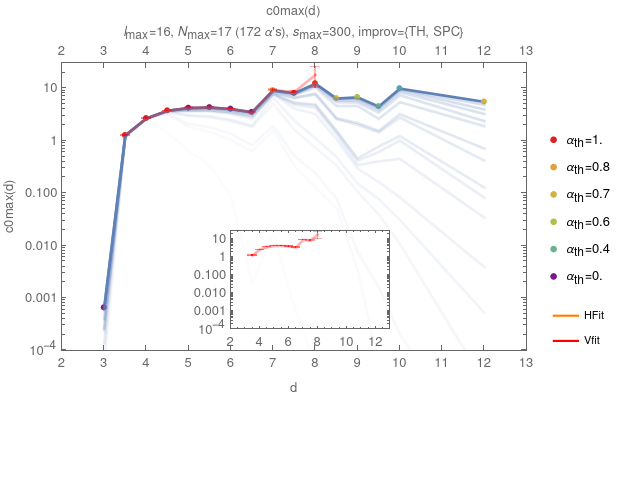 c0max(d)
lmax=16, Nmax=17 (172 α's), smax=300, improv={TH, SPC}
2 3 4 5 6 7 8 9 10 11 12 13
c0max(d)
10
1
0.100
0.010
0.001
10⁻⁴
2 3 4 5 6 7 8 9 10 11 12 13
d
10
1
0.100
0.010
0.001
10⁻⁴
2 4 6 8 10 12
αth=1.
αth=0.8
αth=0.7
αth=0.6
αth=0.4
αth=0.
HFit
Vfit